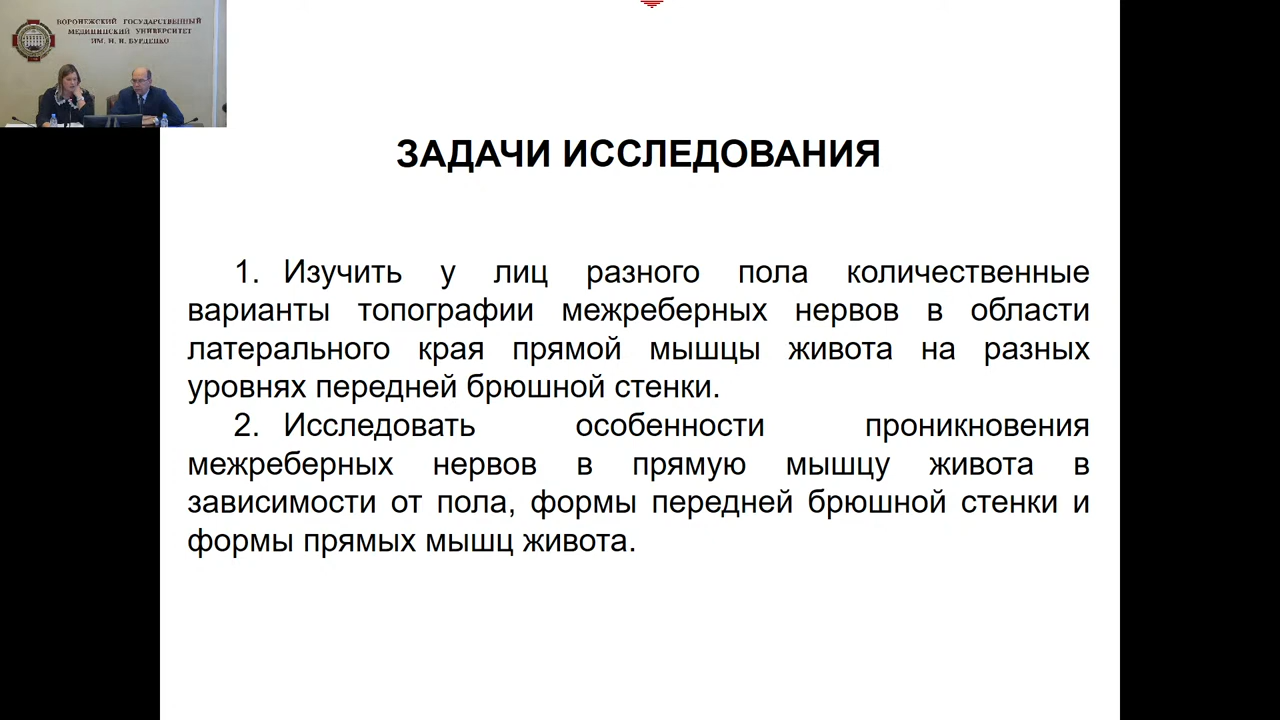 ВОРОНЕЖСКИЙ ГОСУДАРСТВЕННЫЙ
МЕДИЦИНСКИЙ УНИВЕРСИТЕТ
ИМ. Н. Н. БУРДЕНКО
ЗАДАЧИ ИССЛЕДОВАНИЯ
1. Изучить у лиц разного пола количественные
варианты топографии межреберных нервов в области
латерального края прямой мышцы живота на разных
уровнях передней брюшной стенки.
2. Исследовать особенности проникновения
межреберных нервов в прямую мышцу живота в
зависимости от пола, формы передней брюшной стенки и
формы прямых мышц живота.